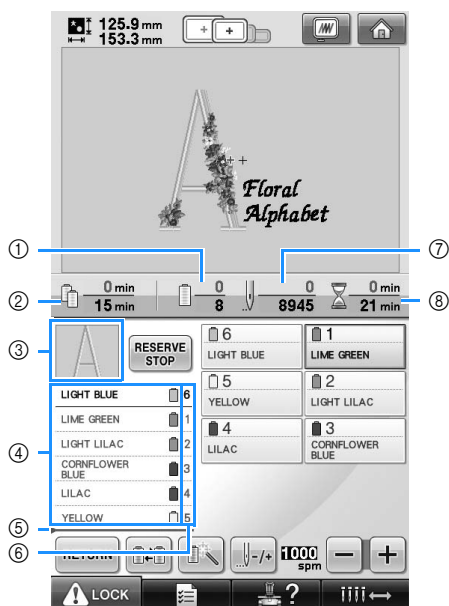 125.9 mm
153.3 mm
Floral
Alphabet
① ⑦
0 min 0 0 0 min
② 15 min 8 8945 21 min ⑧
③
RESERVE
STOP
6 1
LIGHT BLUE LIME GREEN
5 2
YELLOW LIGHT LILAC
4 3
LILAC CORNFLOWER
BLUE
④
LIGHT BLUE 6
LIME GREEN 1
LIGHT LILAC 2
CORNFLOWER
BLUE 3
LILAC 4
YELLOW 5
⑤
⑥
RETURN -/+ 1000
spm − +
LOCK ?